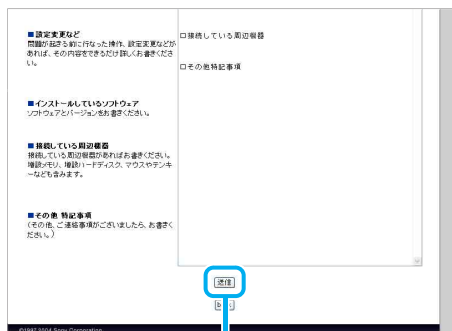 ■設定変更など
問題が起きる前に行なった操作、設定変更などが
あれば、その内容をできるだけ詳しくお書きくださ
い。
□接続している周辺機器
□その他特記事項
■インストールしているソフトウェア
ソフトウェアとバージョンをお書きください。
■接続している周辺機器
接続している周辺機器があればお書きください。
増設メモリ、増設ハードディスク、マウスやテンキ
ーなども含みます。
■その他 特記事項
(その他、ご連絡事項がございましたら、お書きく
ださい。)
送信
©1997,2004 Sony Corporation